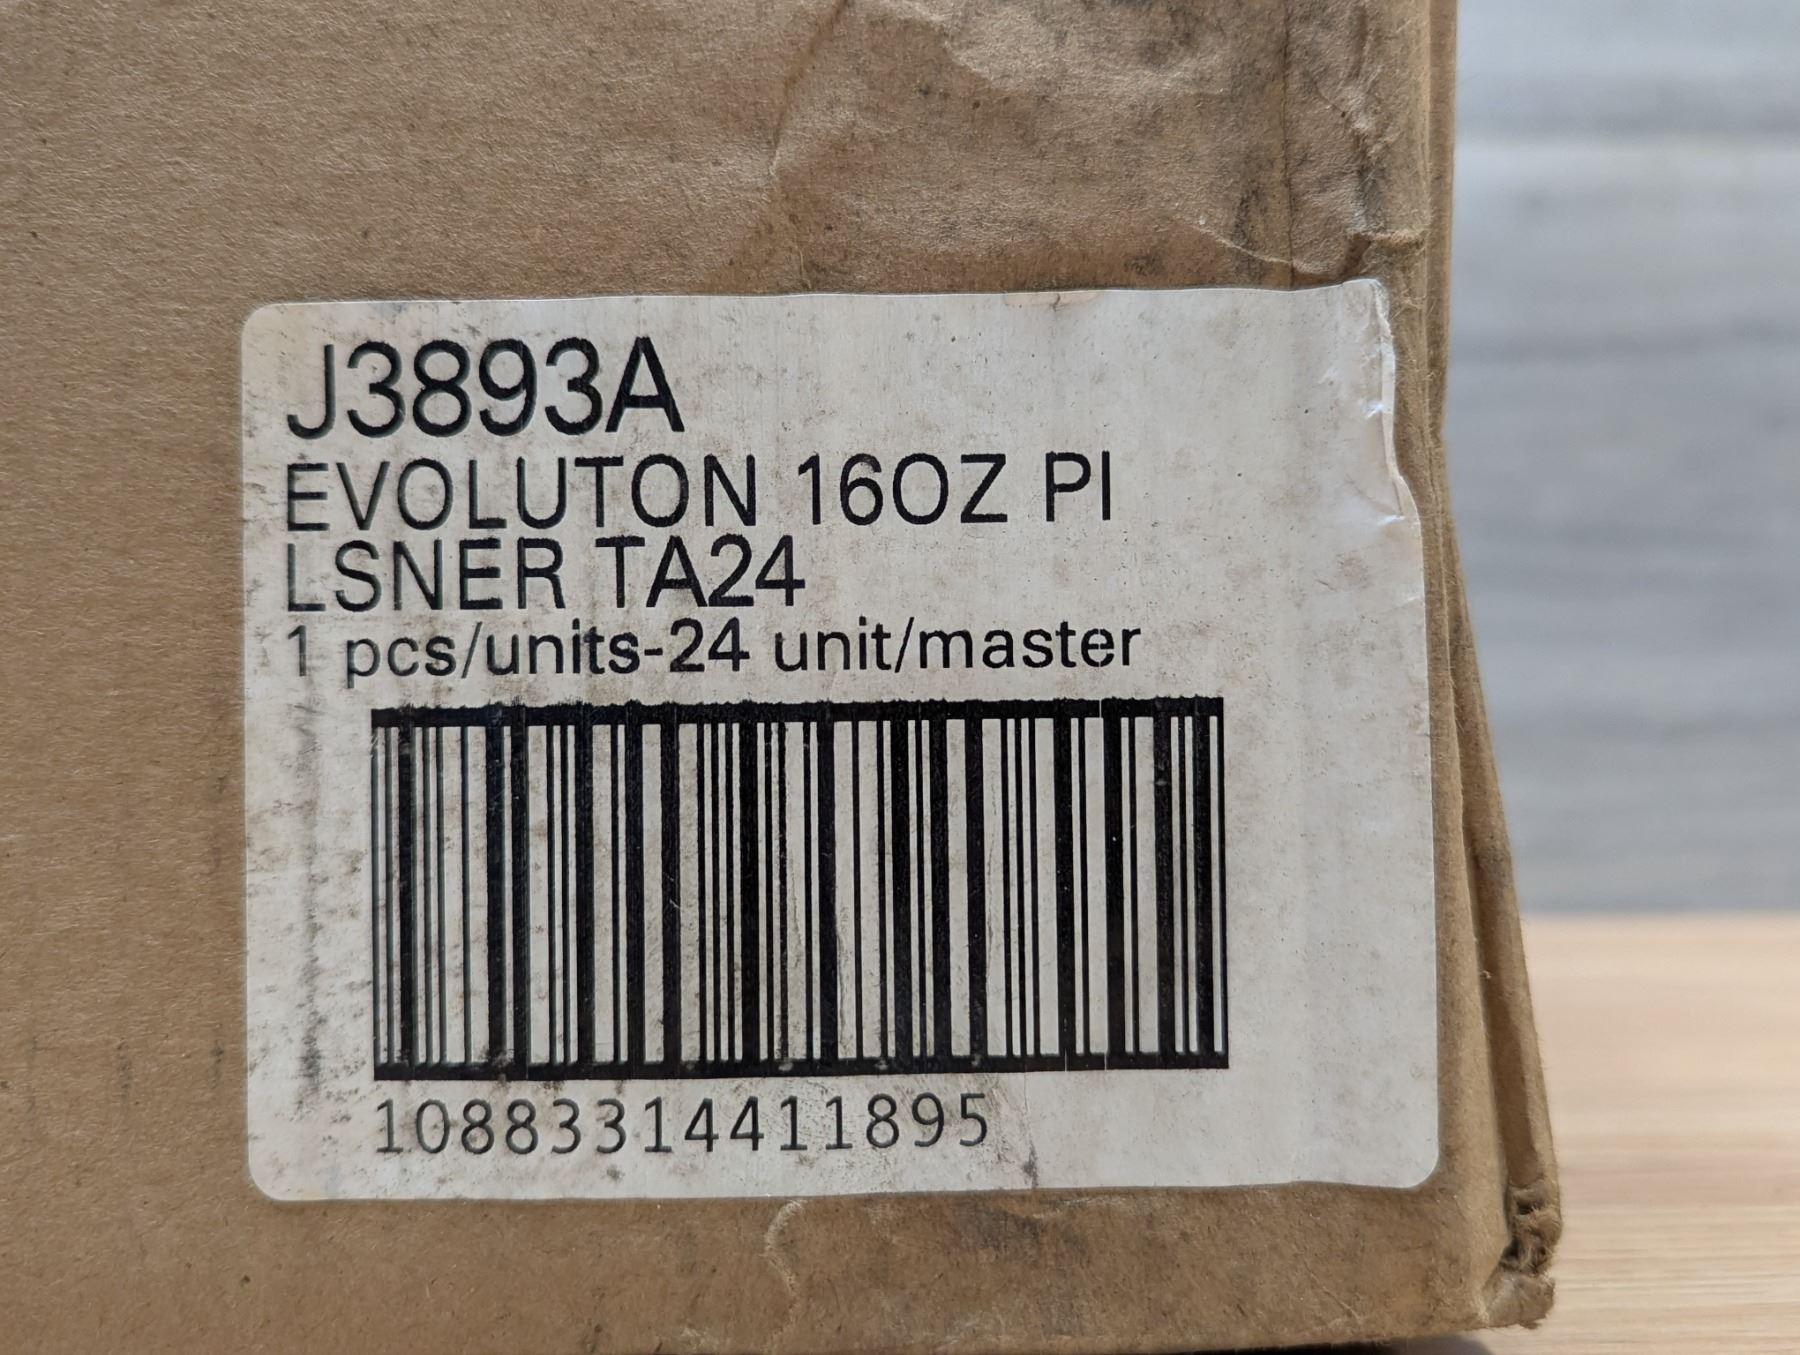 J3893A
EVOLUTON 16OZ PI
LSNER TA24
1 pcs/units-24 unit/master
10883314411895